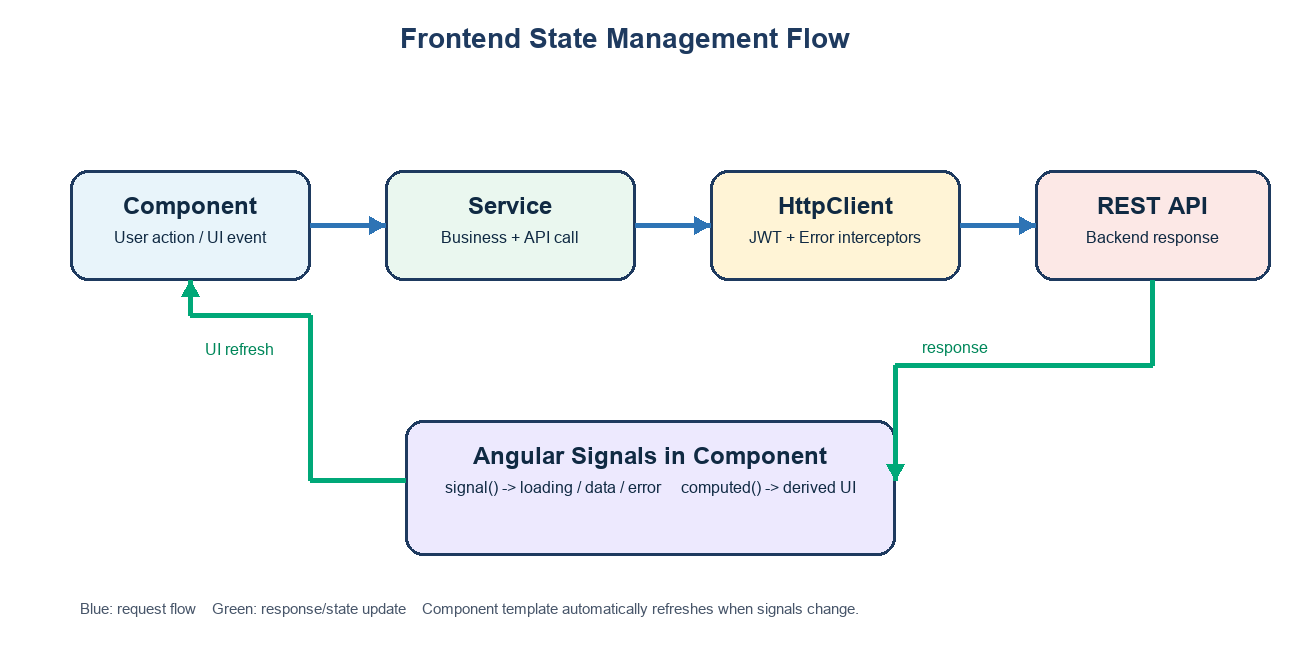 Frontend State Management Flow
Component
User action / UI event
Service
Business + API call
HttpClient
JWT + Error interceptors
REST API
Backend response
UI refresh
response
Angular Signals in Component
signal() -> loading / data / error    computed() -> derived UI
Blue: request flow    Green: response/state update    Component template automatically refreshes when signals change.